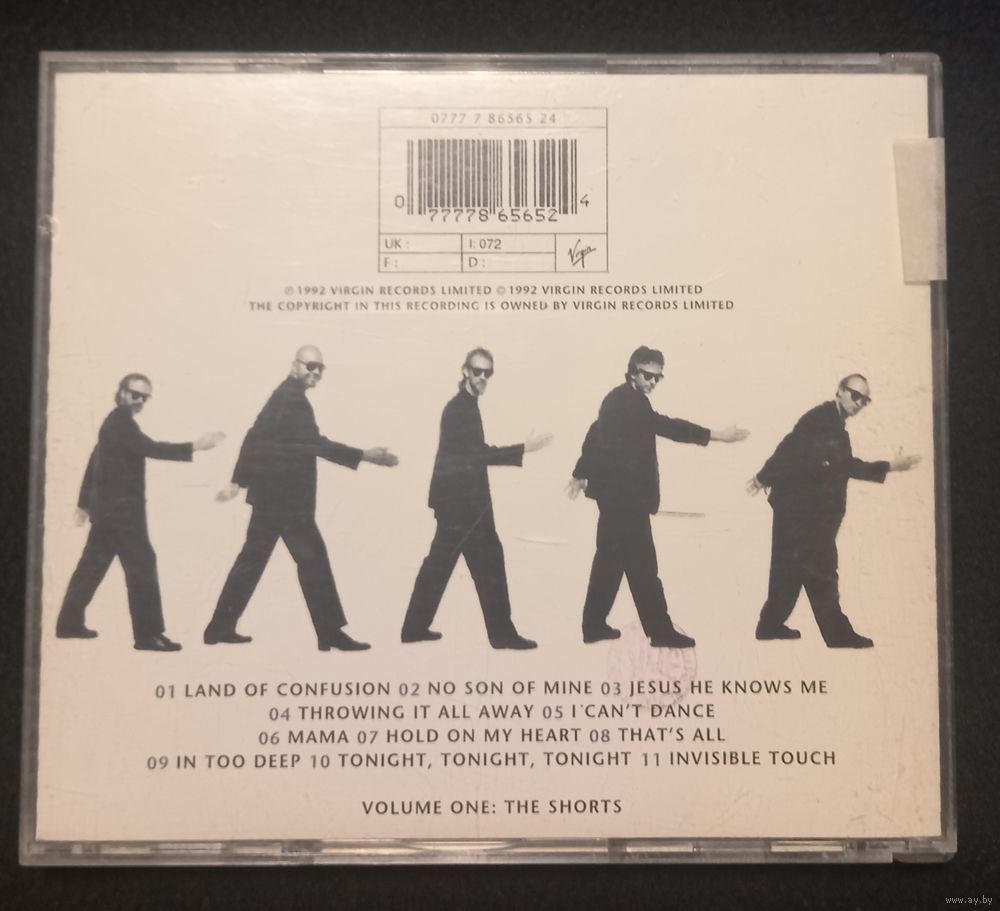 0777 7 86565 24
0 77778 65652 4
UK : I: 072
F : D : Virgin
℗1992 VIRGIN RECORDS LIMITED ©1992 VIRGIN RECORDS LIMITED
THE COPYRIGHT IN THIS RECORDING IS OWNED BY VIRGIN RECORDS LIMITED
01 LAND OF CONFUSION 02 NO SON OF MINE 03 JESUS HE KNOWS ME
04 THROWING IT ALL AWAY 05 I CAN'T DANCE
06 MAMA 07 HOLD ON MY HEART 08 THAT'S ALL
09 IN TOO DEEP 10 TONIGHT, TONIGHT, TONIGHT 11 INVISIBLE TOUCH
VOLUME ONE: THE SHORTS
www.ay.by